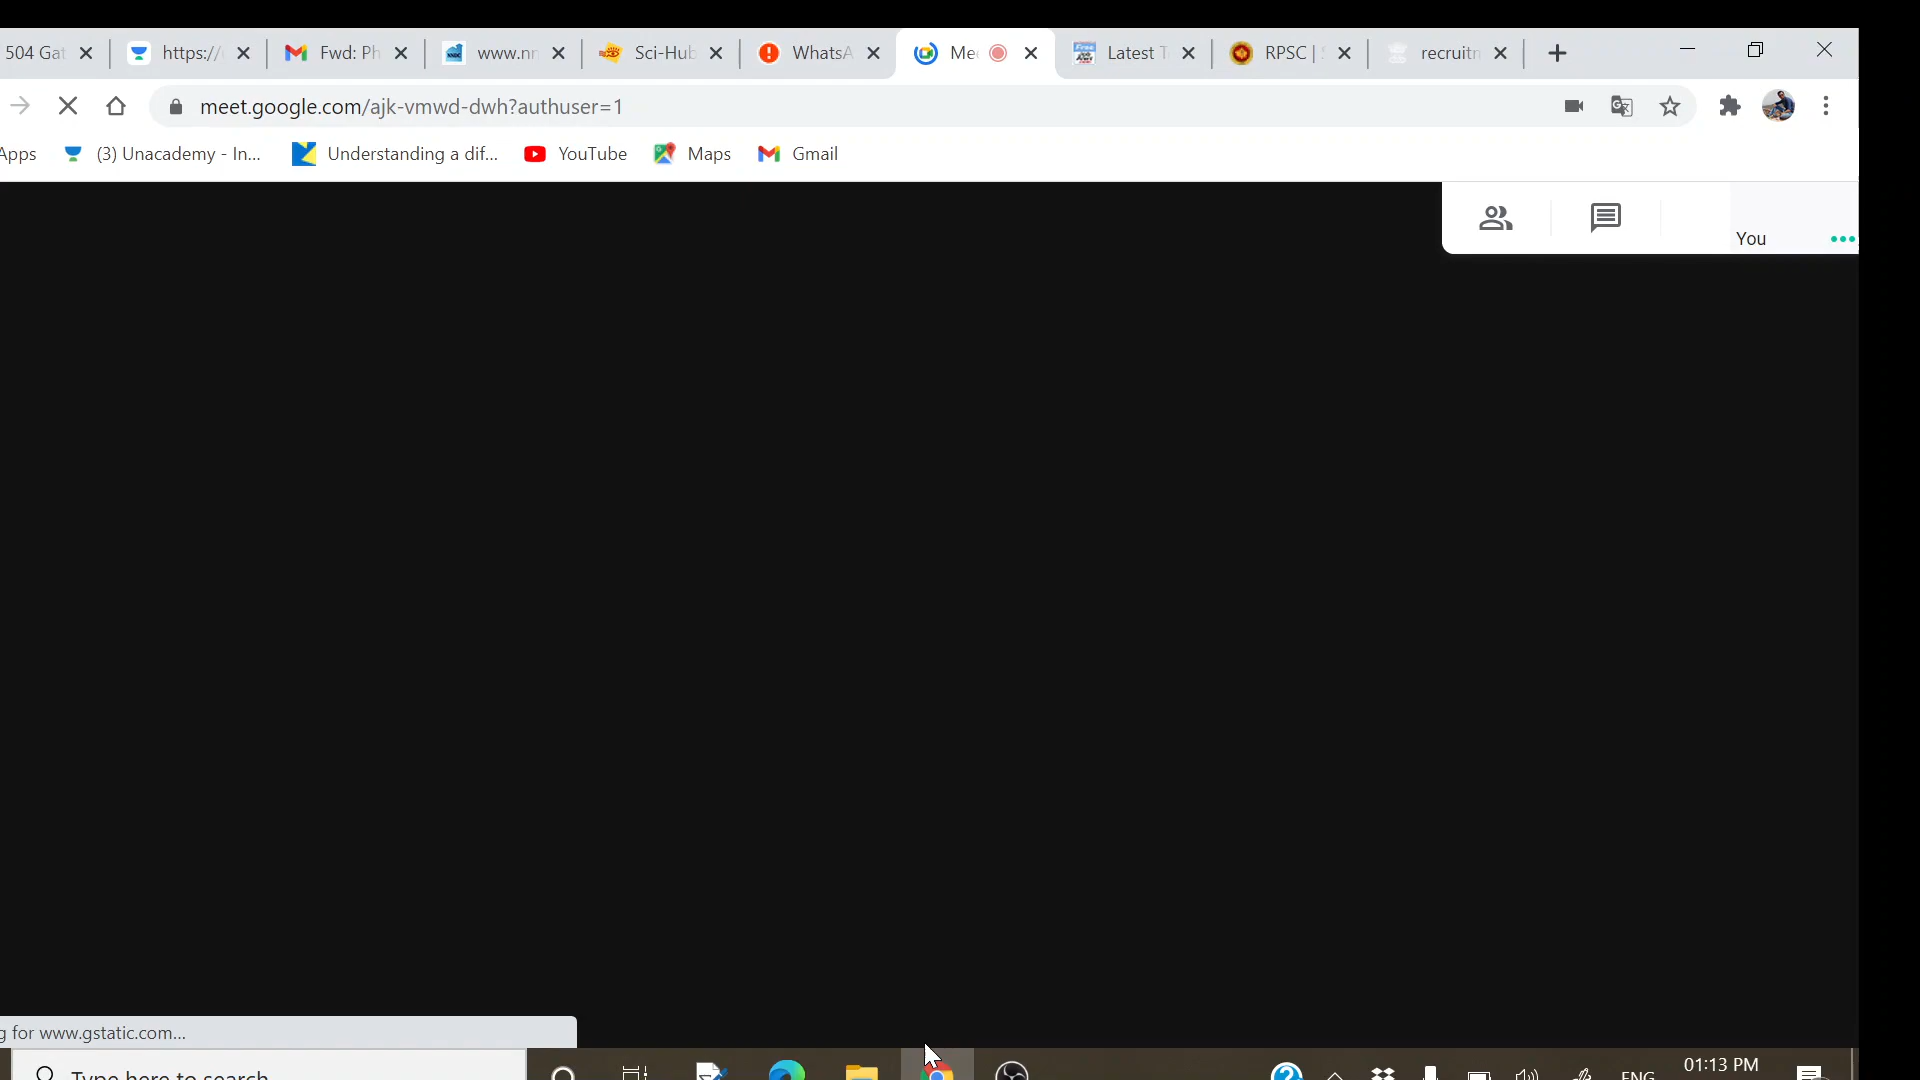 504 Gat https:// Fwd: Ph www.nn Sci-Hub WhatsA Mee Latest T RPSC | recruitn
meet.google.com/ajk-vmwd-dwh?authuser=1
Apps (3) Unacademy - In... Understanding a dif... YouTube Maps Gmail
You
g for www.gstatic.com...
Type here to search
ENG 01:13 PM